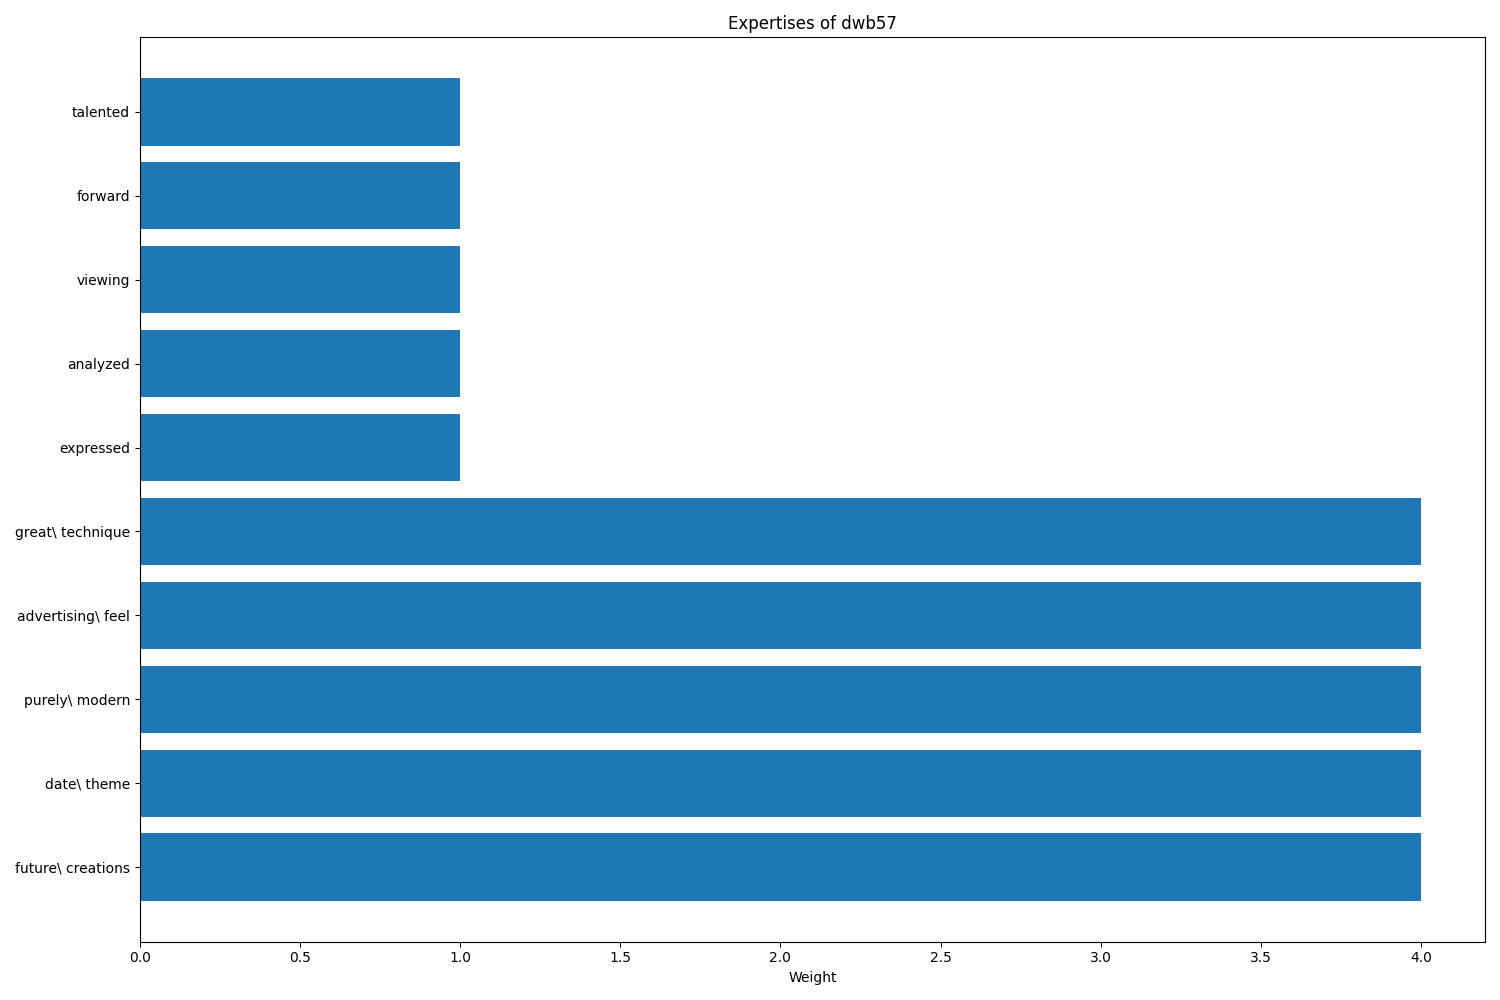 Expertises of dwb57
talented
forward
viewing
analyzed
expressed
great\ technique
advertising\ feel
purely\ modern
date\ theme
future\ creations
0.0 0.5 1.0 1.5 2.0 2.5 3.0 3.5 4.0
Weight